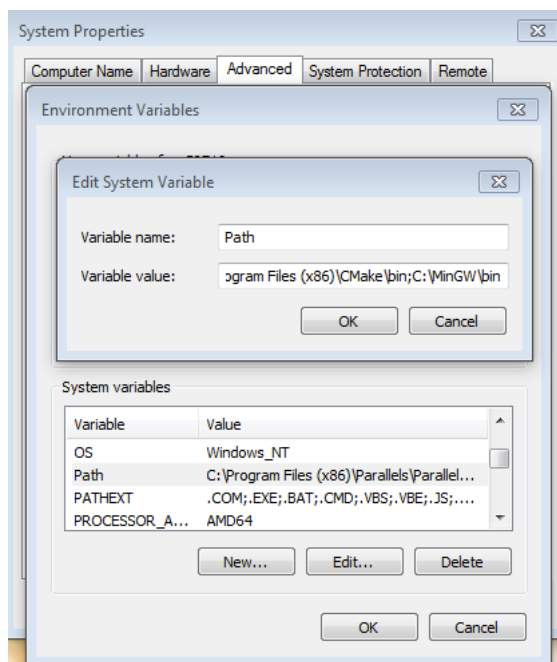 System Properties
Computer Name Hardware Advanced System Protection Remote
Environment Variables
Edit System Variable
Variable name: Path
Variable value: ogram Files (x86)\CMake\bin;C:\MinGW\bin
OK Cancel
System variables
Variable Value
OS Windows_NT
Path C:\Program Files (x86)\Parallels\Parallel...
PATHEXT .COM;.EXE;.BAT;.CMD;.VBS;.VBE;.JS;....
PROCESSOR_A... AMD64
New... Edit... Delete
OK Cancel